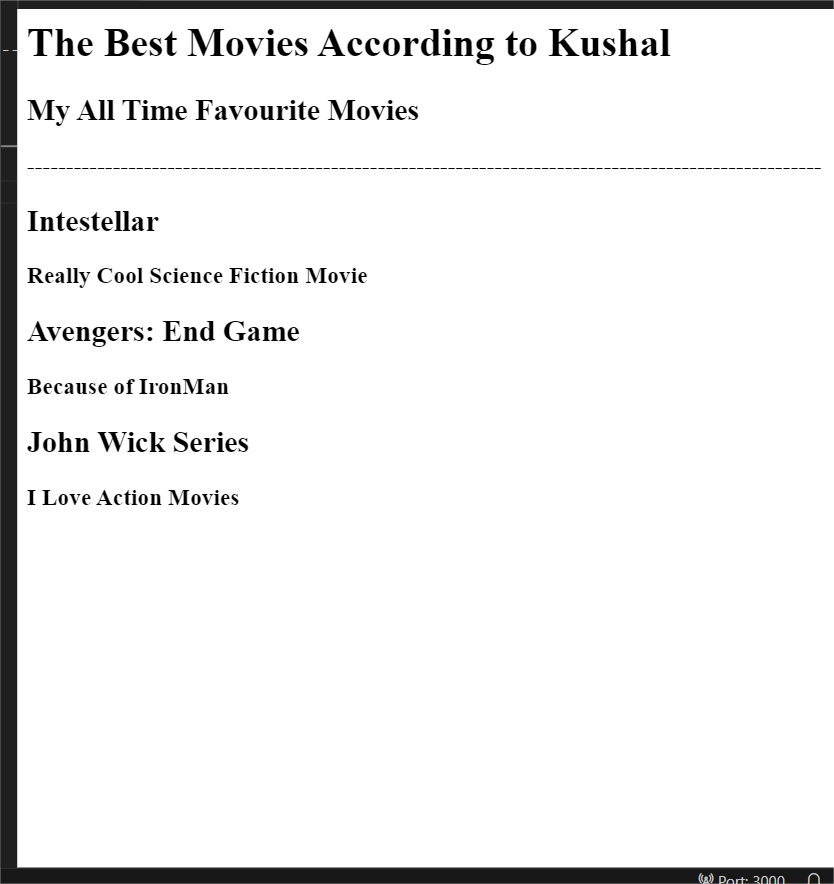 The Best Movies According to Kushal
My All Time Favourite Movies
------------------------------------------------------------------------------------------------------
Intestellar
Really Cool Science Fiction Movie
Avengers: End Game
Because of IronMan
John Wick Series
I Love Action Movies
Port: 3000